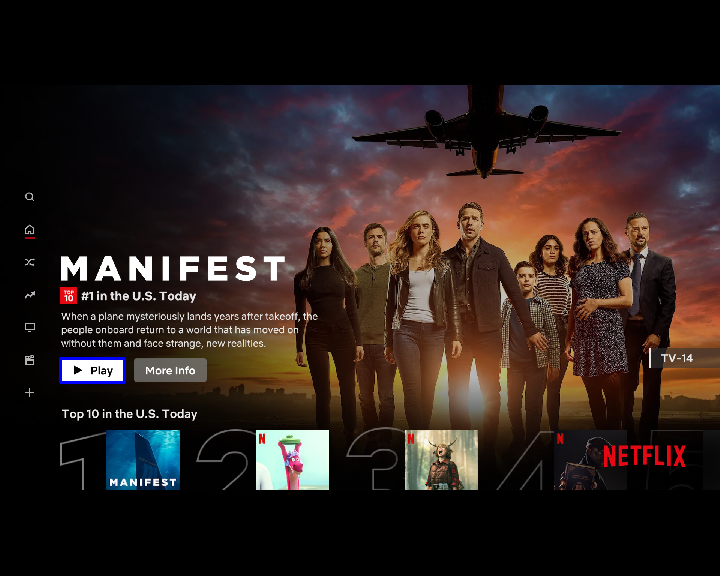 MANIFEST
TOP 10 #1 in the U.S. Today
When a plane mysteriously lands years after takeoff, the
people onboard return to a world that has moved on
without them and face strange, new realities.
Play More Info
TV-14
Top 10 in the U.S. Today
1 2 3 4 5
N N N
MANIFEST
NETFLIX